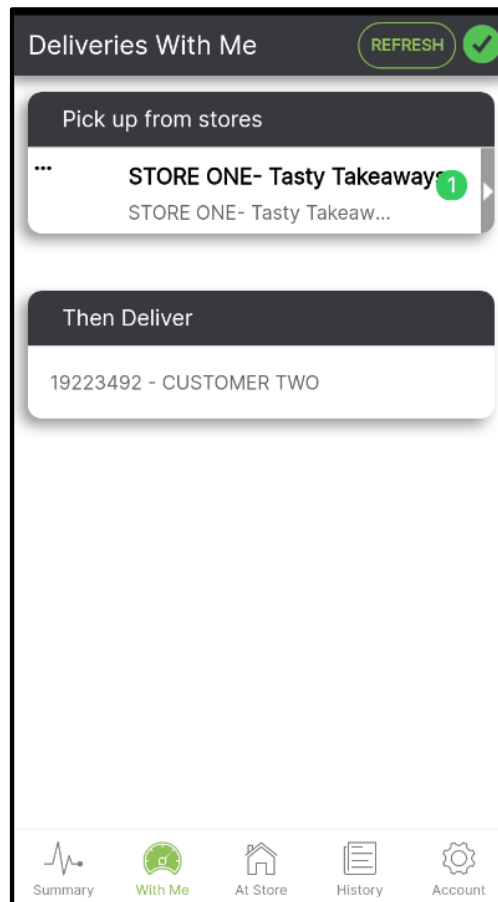 Deliveries With Me
REFRESH
Pick up from stores
...
STORE ONE- Tasty Takeaways
1
STORE ONE- Tasty Takeaw...
Then Deliver
19223492 - CUSTOMER TWO
Summary
With Me
At Store
History
Account